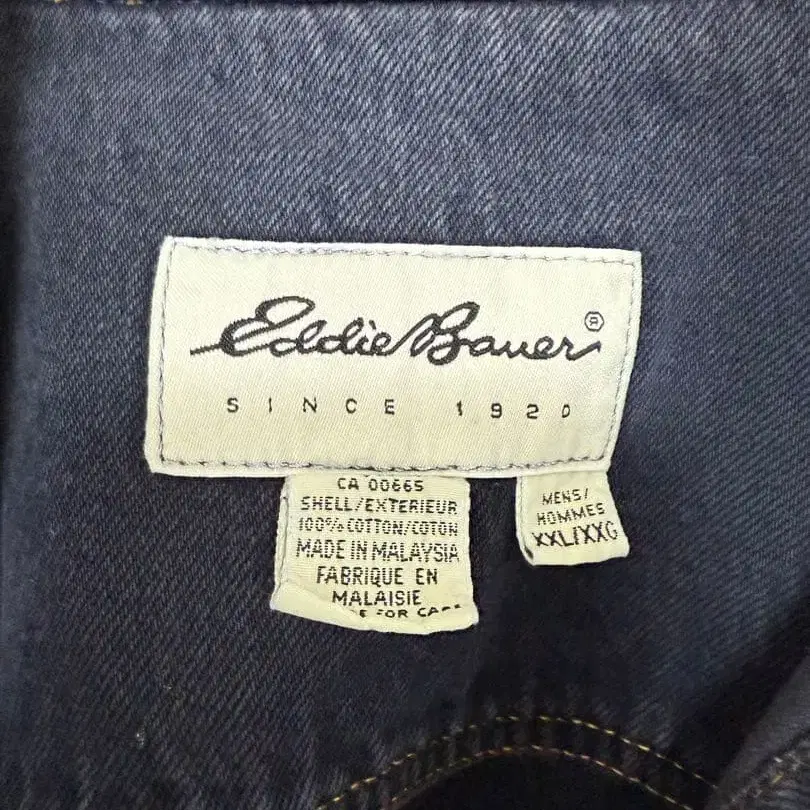 Eddie Bauer®
SINCE 1920
CA 00665
SHELL/EXTERIEUR
100% COTTON/COTON
MADE IN MALAYSIA
FABRIQUE EN
MALAISIE
FOR
MENS/
HOMMES
XXL/XXG